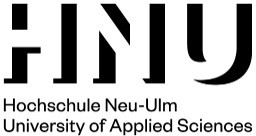 HNU
Hochschule Neu-Ulm
University of Applied Sciences